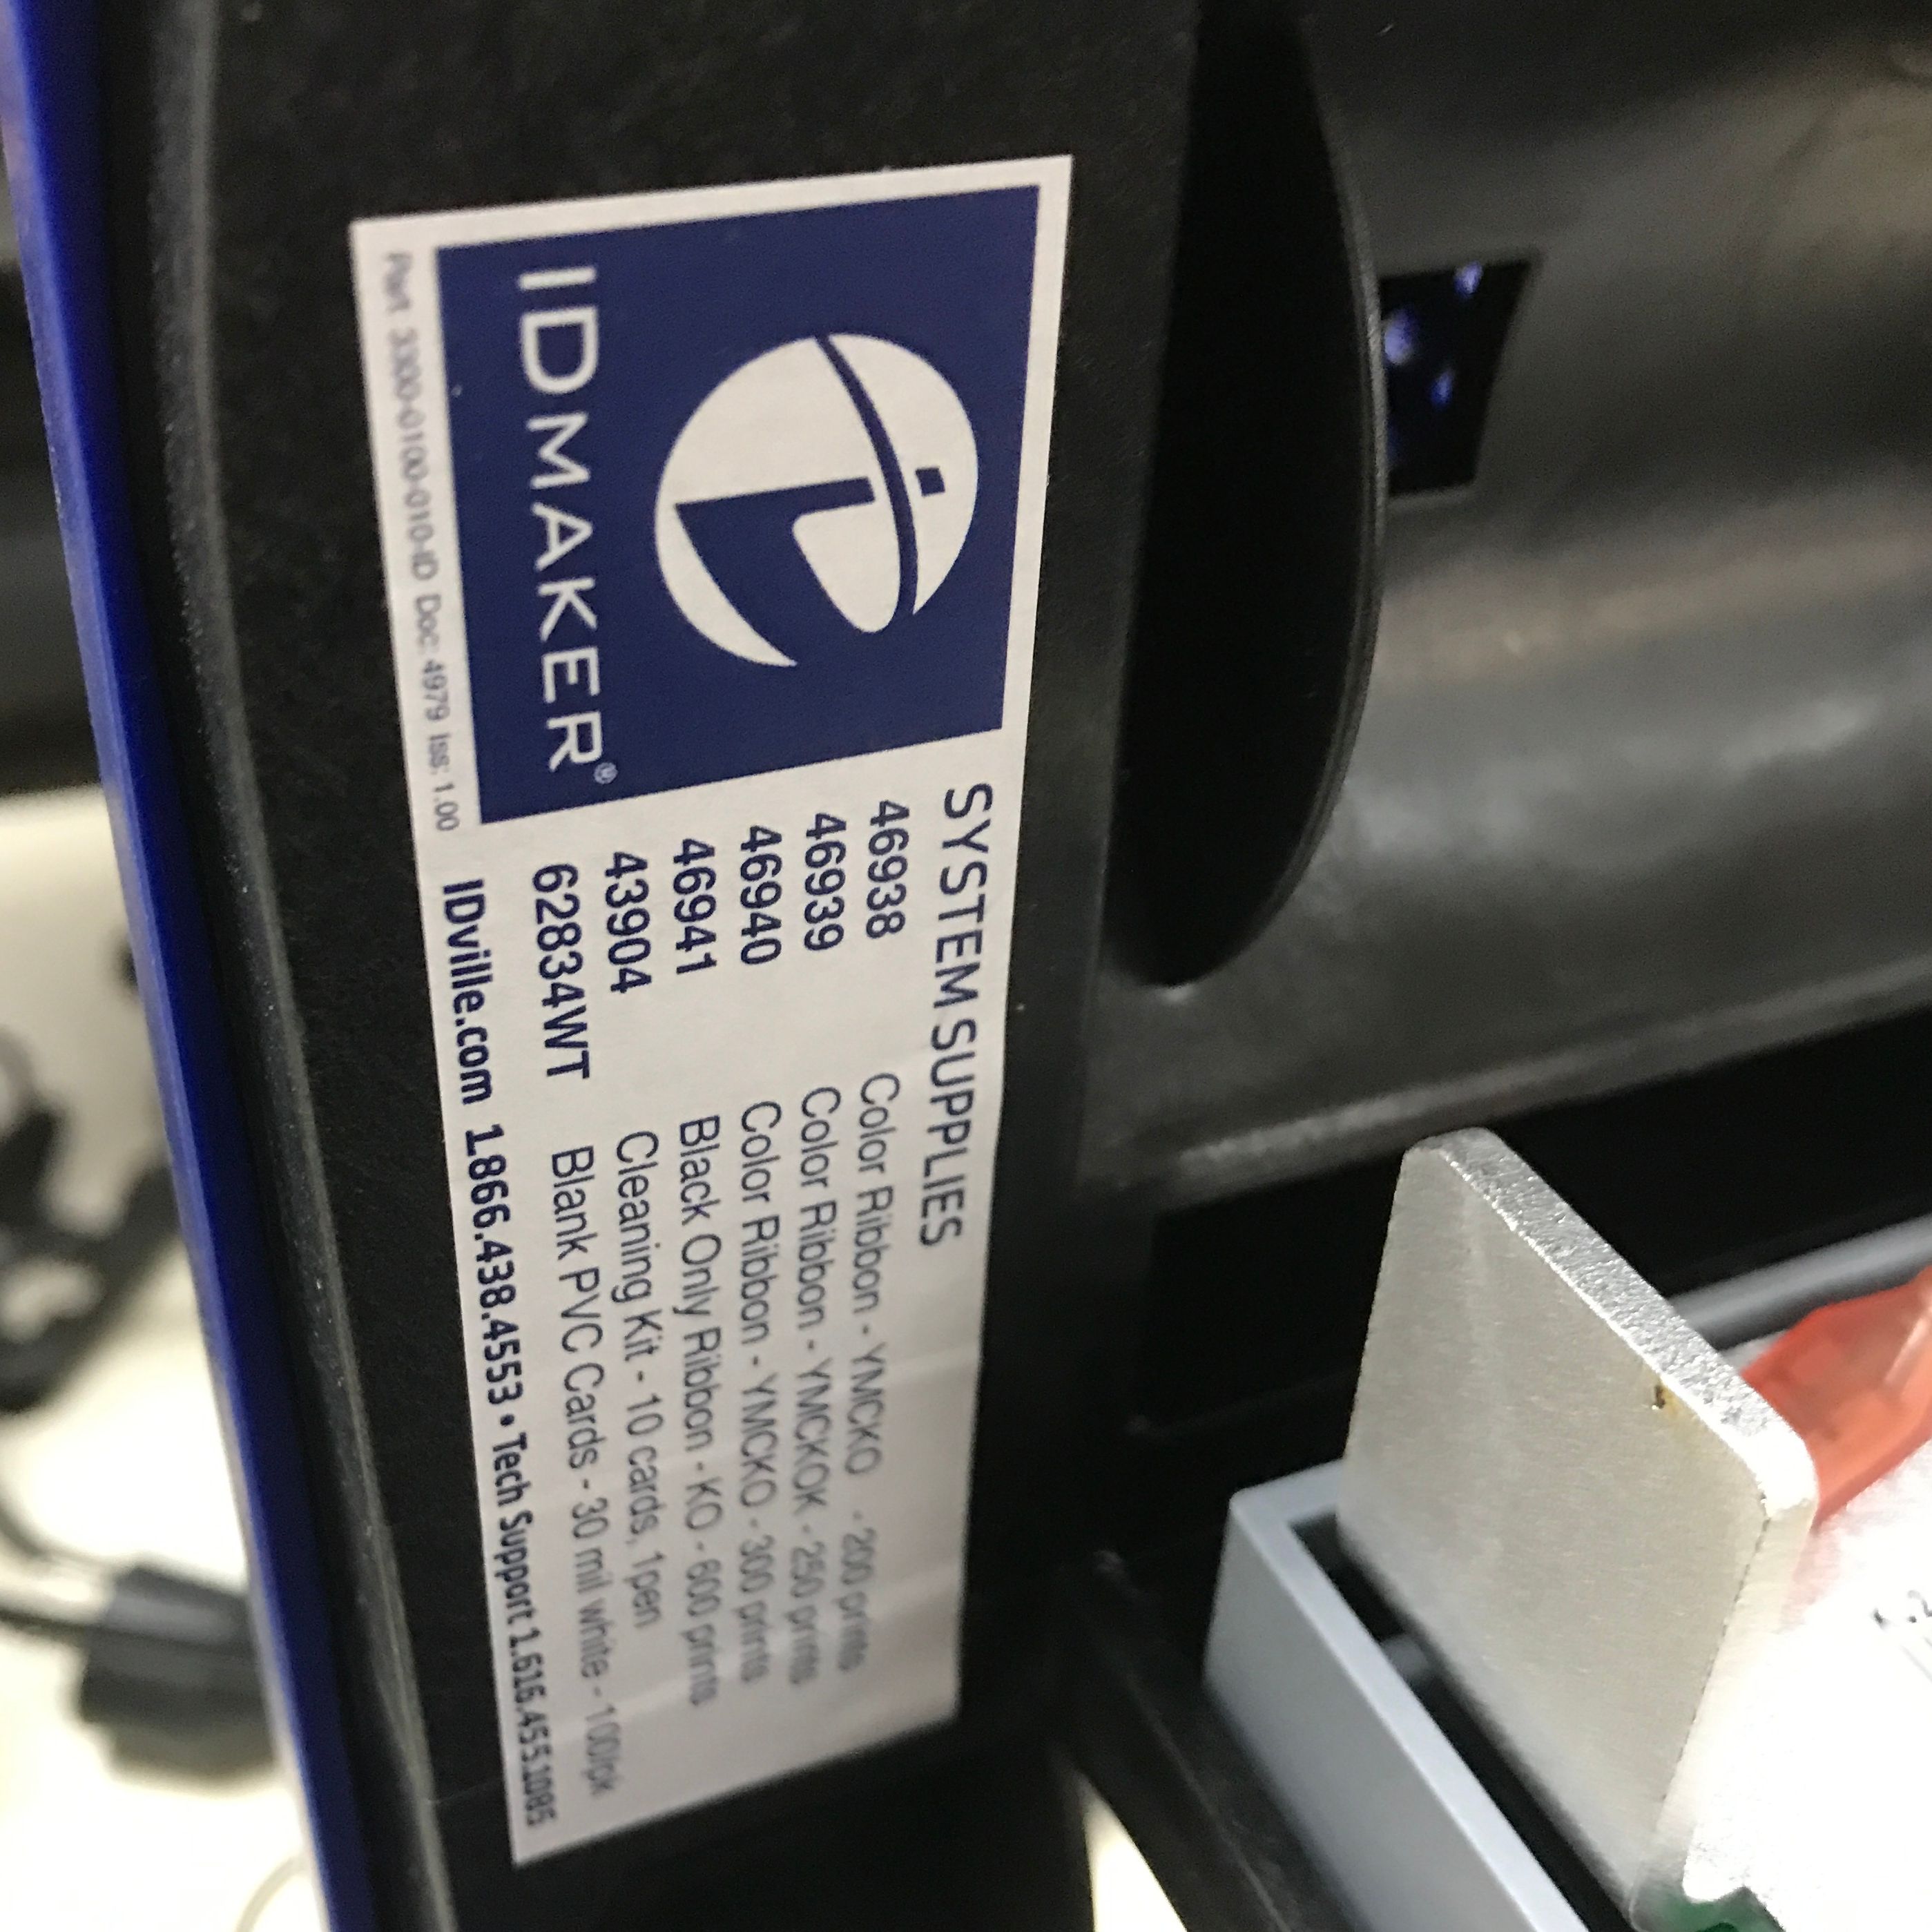 IDMAKER®
Part: 3300-0100-010-ID Doc: 4979 Iss: 1.00
SYSTEM SUPPLIES
46938 Color Ribbon - YMCKO - 200 prints
46939 Color Ribbon - YMCKOK - 250 prints
46940 Color Ribbon - YMCKO - 300 prints
46941 Black Only Ribbon - KO - 600 prints
43904 Cleaning Kit - 10 cards, 1pen
62834WT Blank PVC Cards - 30 mil white - 100/pk
IDville.com 1.866.438.4553 • Tech Support 1.616.455.1085